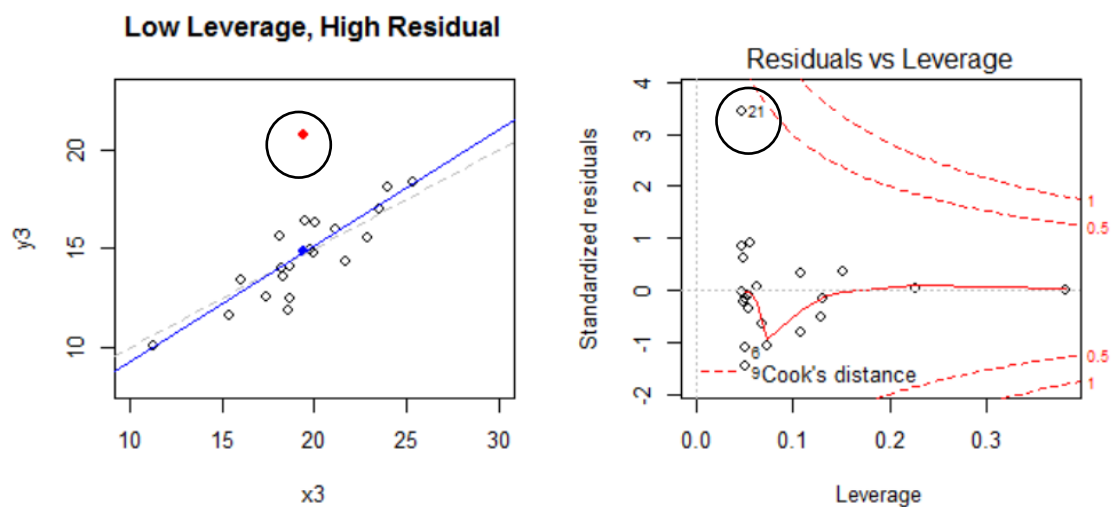 Low Leverage, High Residual
y3
20
15
10
10 15 20 25 30
x3
Residuals vs Leverage
Standardized residuals
4
3
2
1
0
-1
-2
21
6
9
Cook's distance
1
0.5
0.5
1
0.0 0.1 0.2 0.3
Leverage